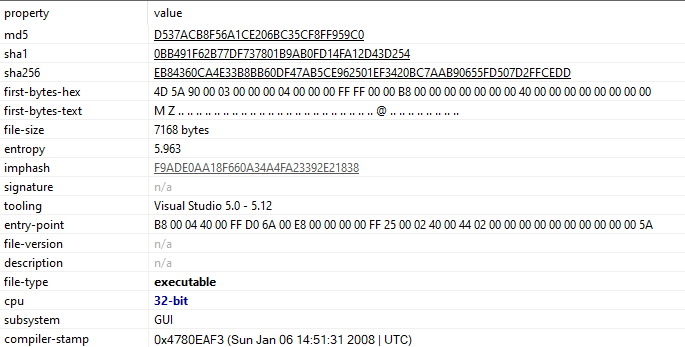 property value
md5 D537ACB8F56A1CE206BC35CF8FF959C0
sha1 0BB491F62B77DF737801B9AB0FD14FA12D43D254
sha256 EB84360CA4E33B8BB60DF47AB5CE962501EF3420BC7AAB90655FD507D2FFCEDD
first-bytes-hex 4D 5A 90 00 03 00 00 00 04 00 00 00 FF FF 00 00 B8 00 00 00 00 00 00 00 40 00 00 00 00 00 00 00
first-bytes-text M Z .. .. .. .. .. .. .. .. .. .. .. .. .. .. .. .. .. .. .. .. .. .. @ .. .. .. .. .. .. ..
file-size 7168 bytes
entropy 5.963
imphash F9ADE0AA18F660A34A4FA23392E21838
signature n/a
tooling Visual Studio 5.0 - 5.12
entry-point B8 00 04 40 00 FF D0 6A 00 E8 00 00 00 00 FF 25 00 02 40 00 44 02 00 00 00 00 00 00 00 00 00 5A
file-version n/a
description n/a
file-type executable
cpu 32-bit
subsystem GUI
compiler-stamp 0x4780EAF3 (Sun Jan 06 14:51:31 2008 | UTC)